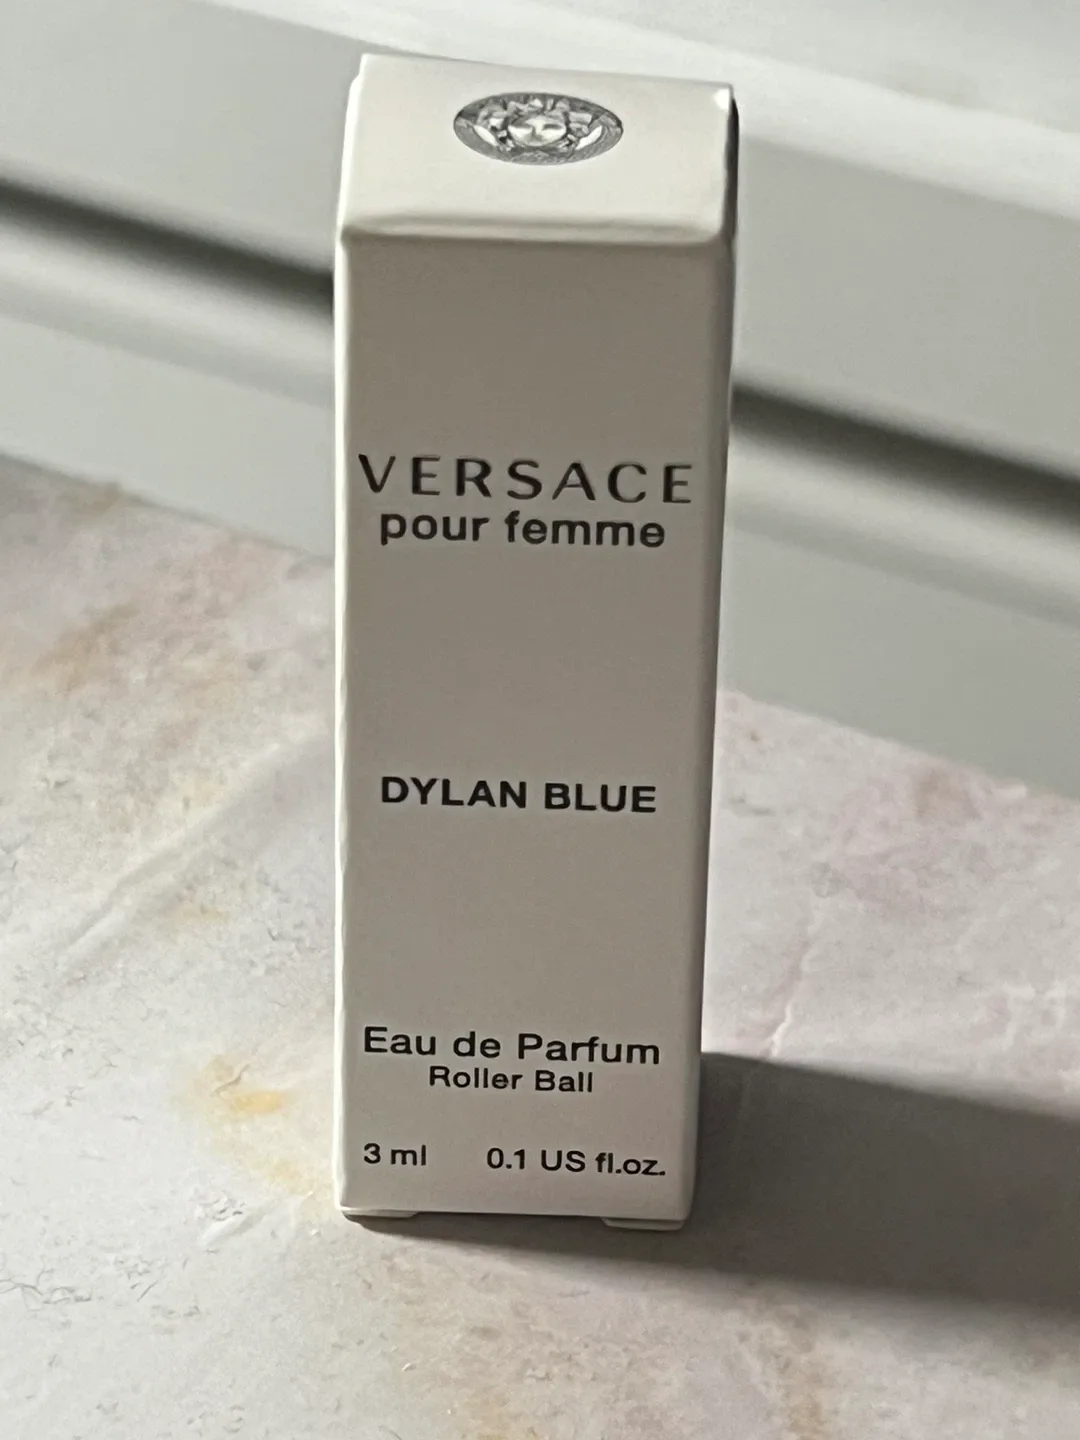 VERSACE
pour femme
DYLAN BLUE
Eau de Parfum
Roller Ball
3 ml 0.1 US fl.oz.